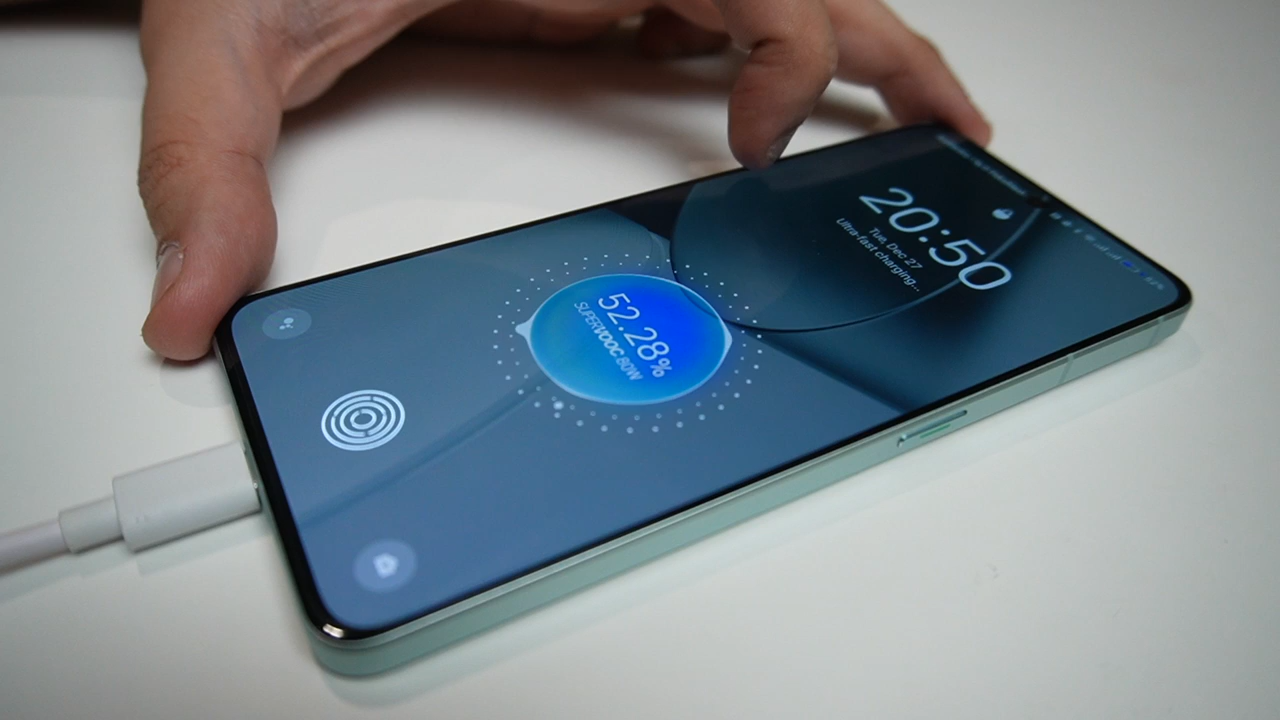 20:50
Tue, Dec 27
Ultra-fast charging...
52.28%
SUPERVOOC 80W